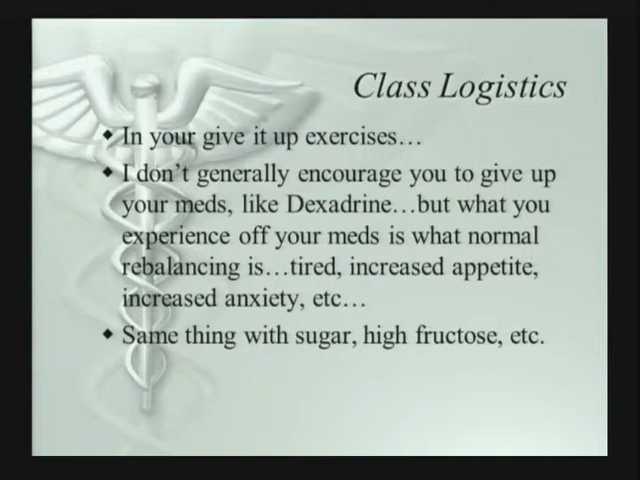 Class Logistics
In your give it up exercises…
I don't generally encourage you to give up
your meds, like Dexadrine…but what you
experience off your meds is what normal
rebalancing is…tired, increased appetite,
increased anxiety, etc…
Same thing with sugar, high fructose, etc.